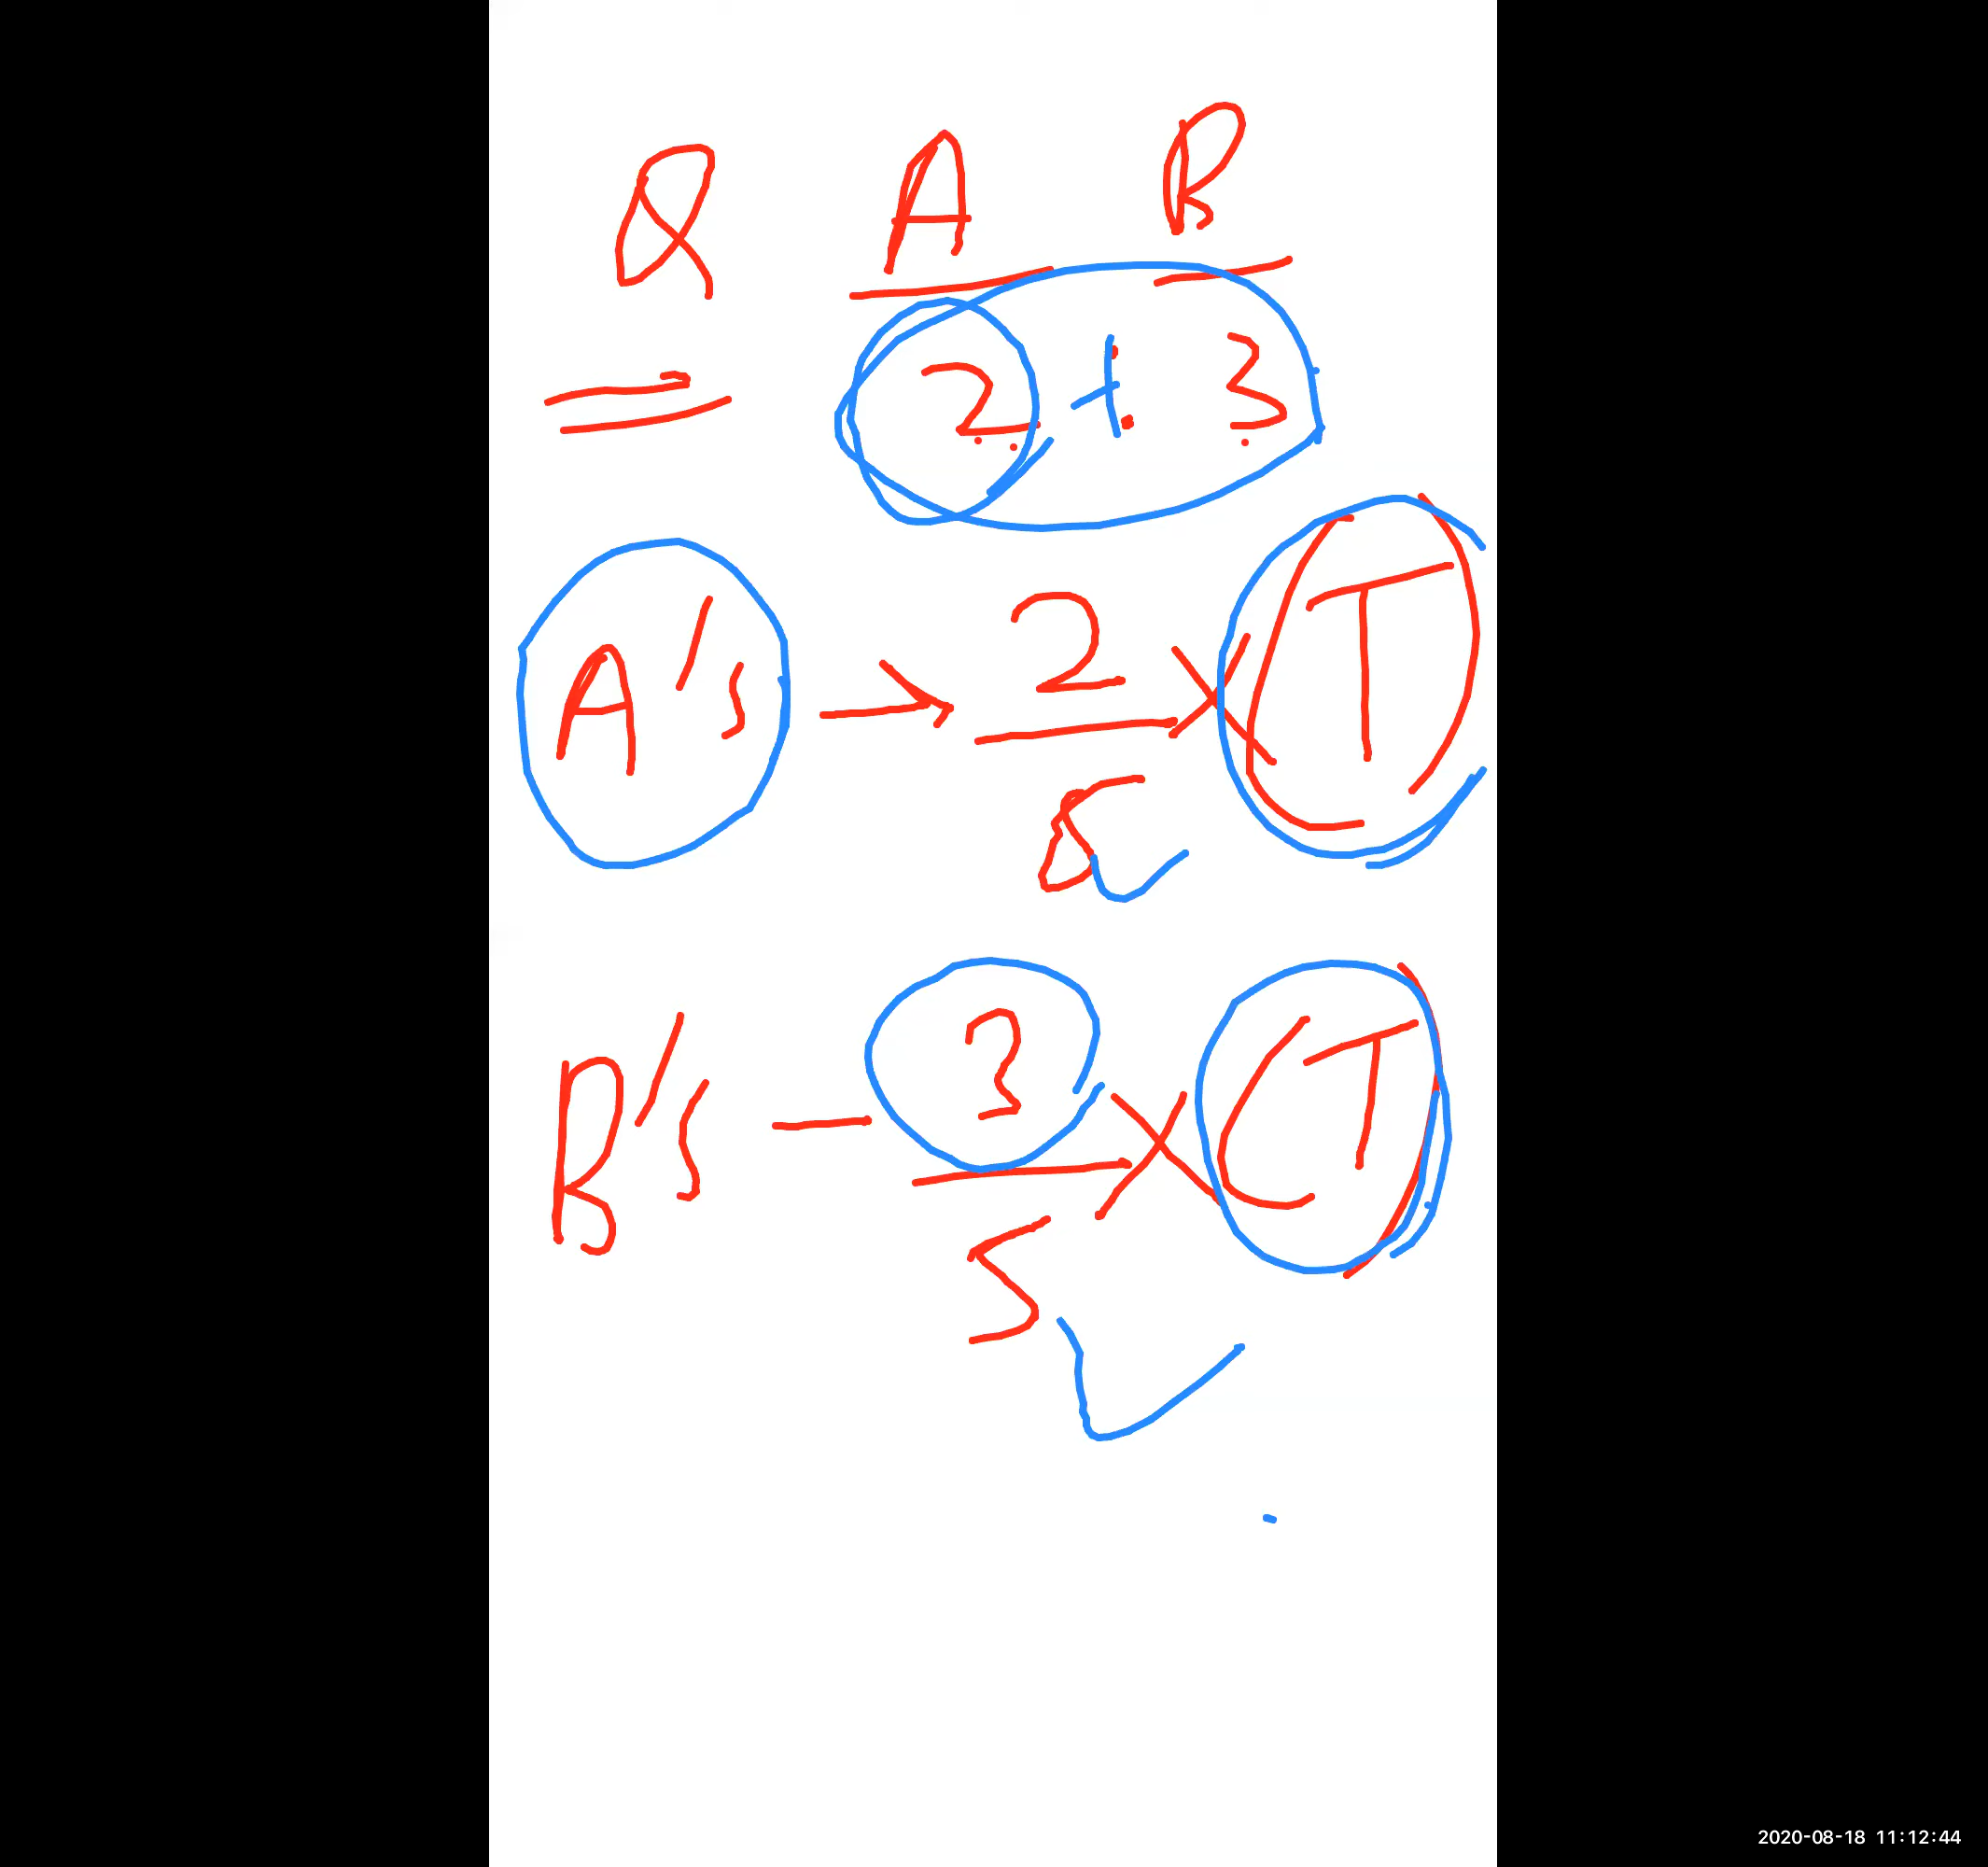 Q A B
2 : 3
A's → 2/5 × (T)
B's - 3/5 × (T)
2020-08-18 11:12:44